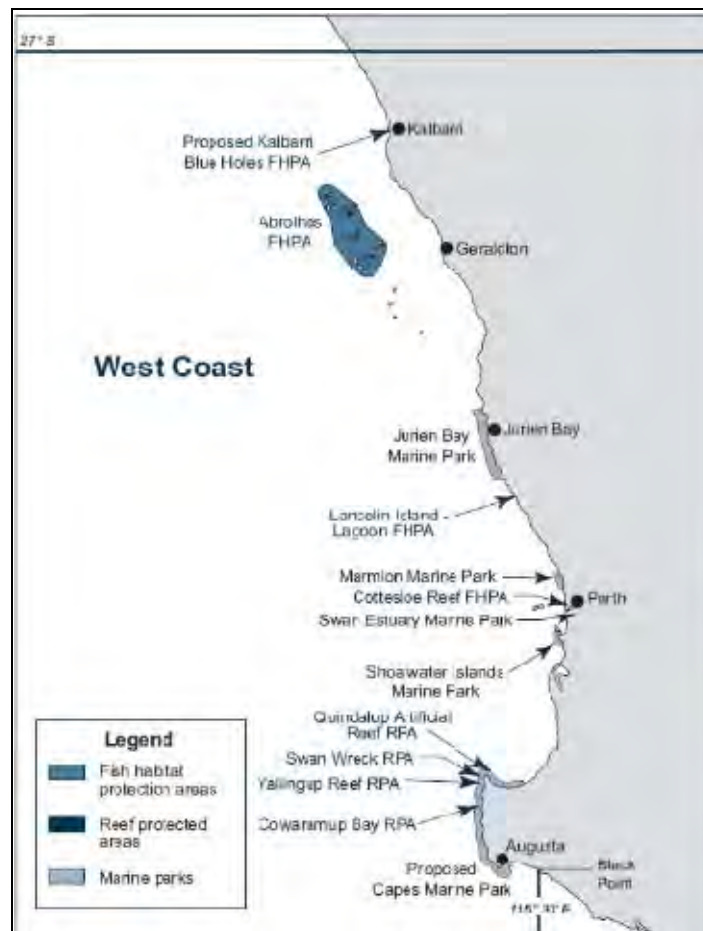 27° S
Proposed Kalbarri
Blue Holes FHPA
Kalbarri
Abrolhos
FHPA
Geraldton
West Coast
Jurien Bay
Marine Park
Jurien Bay
Lancelin Island
Lagoon FHPA
Marmion Marine Park
Cottesloe Reef FHPA
Perth
Swan Estuary Marine Park
Shoalwater Islands
Marine Park
Quindalup Artificial
Reef RPA
Swan Wreck RPA
Yallingup Reef RPA
Cowaramup Bay RPA
Augusta
Black
Point
Proposed
Capes Marine Park
115° 30' E
Legend
Fish habitat
protection areas
Reef protected
areas
Marine parks